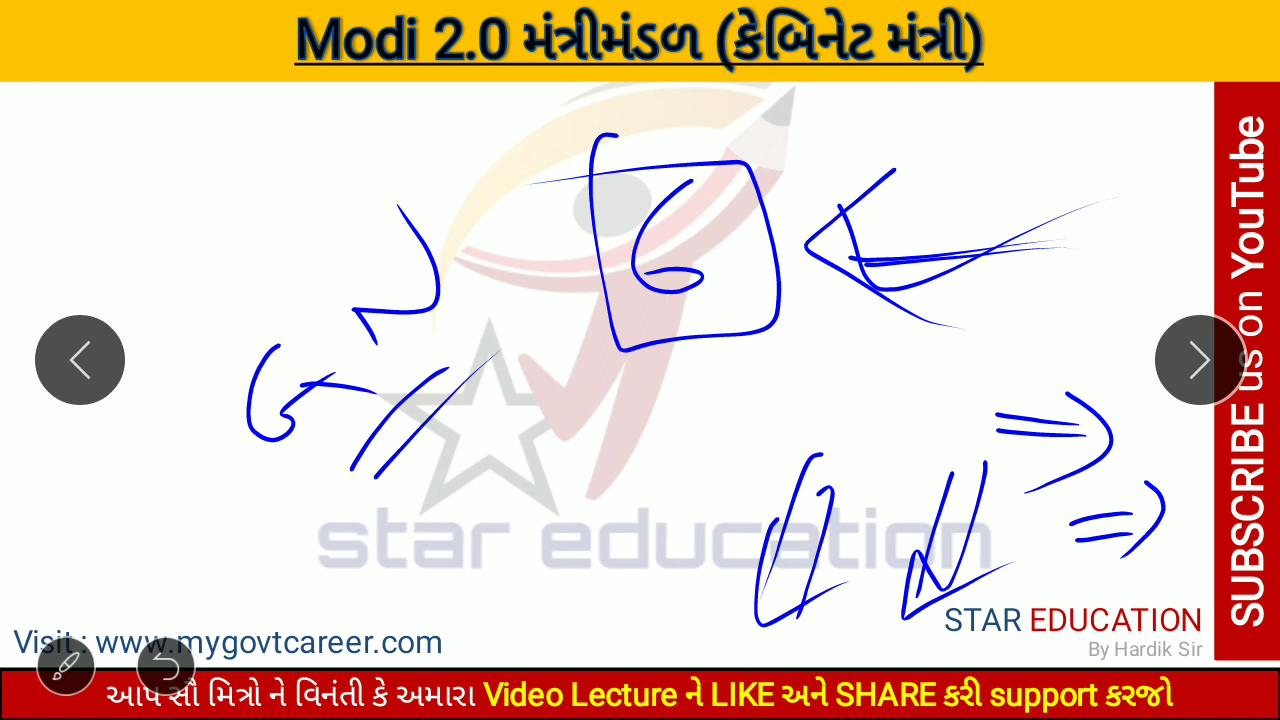 Modi 2.0 મંત્રીમંડળ (કેબિનેટ મંત્રી)
6
star education
SUBSCRIBE us on YouTube
STAR EDUCATION
By Hardik Sir
Visit : www.mygovtcareer.com
આપ સૌ મિત્રો ને વિનંતી કે અમારા Video Lecture ને LIKE અને SHARE કરી support કરજો